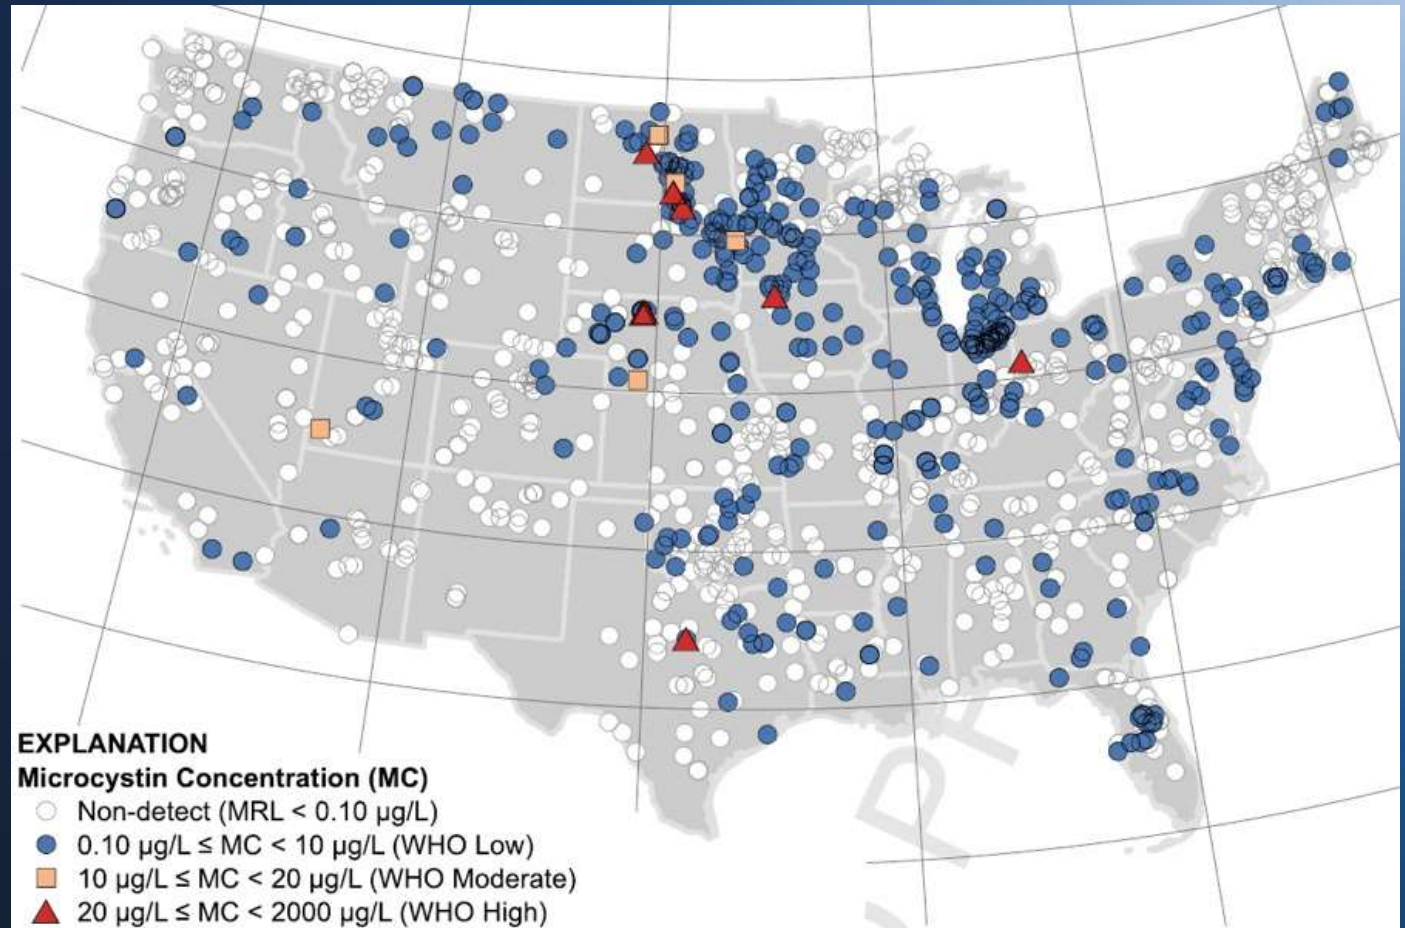 EXPLANATION
Microcystin Concentration (MC)
Non-detect (MRL < 0.10 µg/L)
0.10 µg/L ≤ MC < 10 µg/L (WHO Low)
10 µg/L ≤ MC < 20 µg/L (WHO Moderate)
20 µg/L ≤ MC < 2000 µg/L (WHO High)